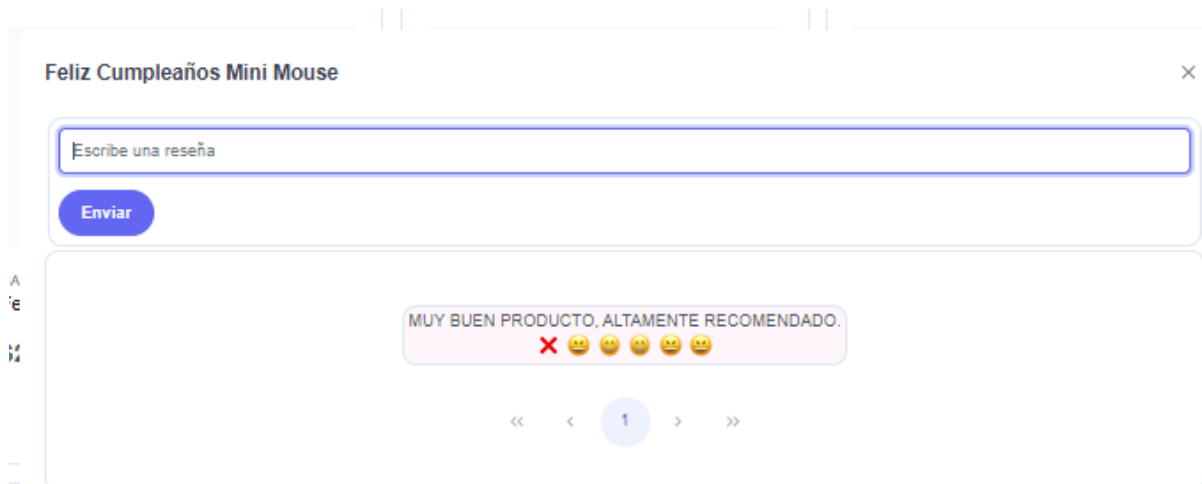 Feliz Cumpleaños Mini Mouse
Escribe una reseña
Enviar
MUY BUEN PRODUCTO, ALTAMENTE RECOMENDADO.
❌ 😀 😀 😀 😀 😀
« ‹ 1 › »